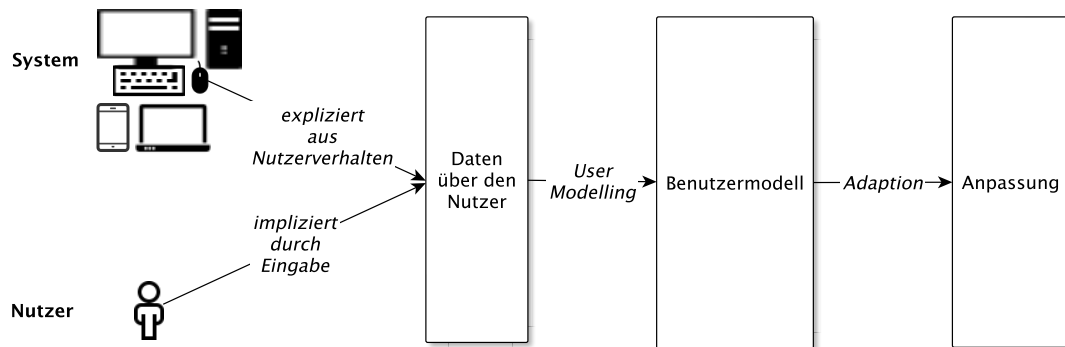 System
expliziert
aus
Nutzerverhalten
impliziert
durch
Eingabe
Nutzer
Daten
über den
Nutzer
User
Modelling
Benutzermodell
Adaption
Anpassung